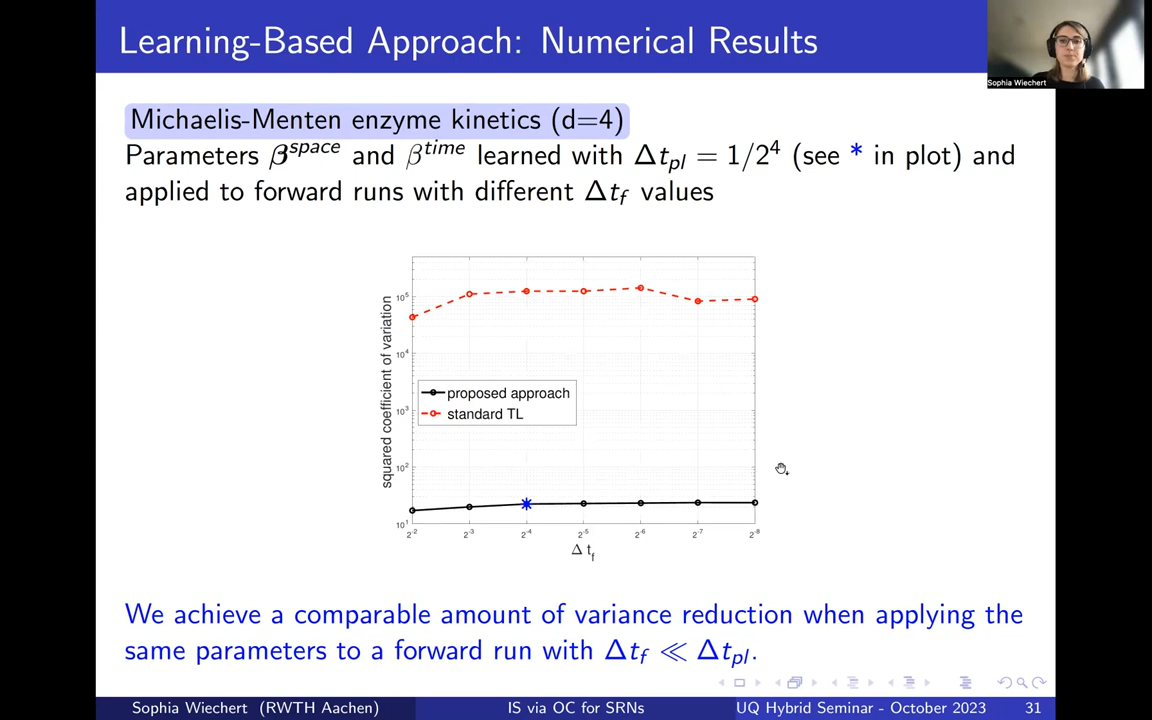 Learning-Based Approach: Numerical Results
Sophia Wiechert
Michaelis-Menten enzyme kinetics (d=4)
Parameters β^space and β^time learned with Δt_pl = 1/2^4 (see * in plot) and
applied to forward runs with different Δt_f values
squared coefficient of variation
10^5
10^4
10^3
10^2
10^1
proposed approach
standard TL
2^-2 2^-3 2^-4 2^-5 2^-6 2^-7 2^-8
Δ t_f
We achieve a comparable amount of variance reduction when applying the
same parameters to a forward run with Δt_f ≪ Δt_pl.
Sophia Wiechert (RWTH Aachen) IS via OC for SRNs UQ Hybrid Seminar - October 2023 31